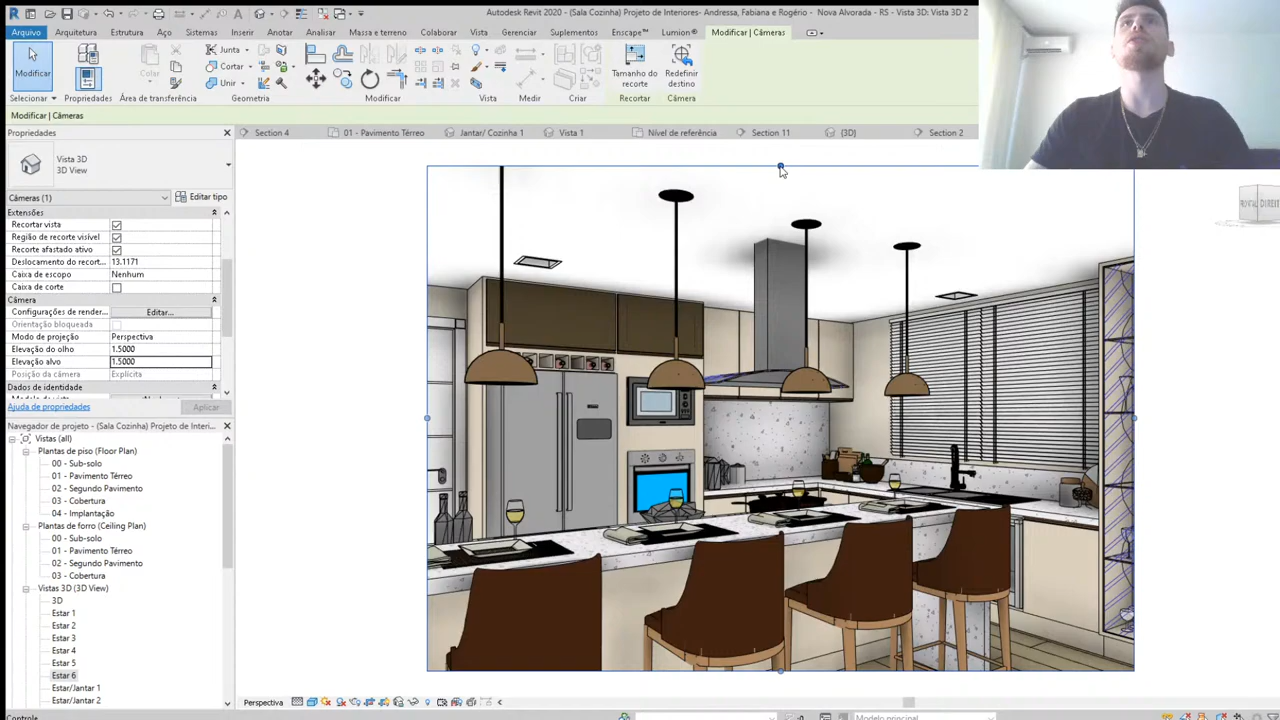 Autodesk Revit 2020 - (Sala Cozinha) Projeto de Interiores- Andressa, Fabiana e Rogério - Nova Alvorada - RS - Vista 3D: Vista 3D 2
Arquivo Arquitetura Estrutura Aço Sistemas Inserir Anotar Analisar Massa e terreno Colaborar Vista Gerenciar Suplementos Enscape™ Lumion® Modificar | Câmeras
Modificar
Colar
Junta
Cortar
Unir
Tamanho do recorte
Redefinir destino
Selecionar Propriedades Área de transferência Geometria Modificar Vista Medir Criar Recortar Câmera
Modificar | Câmeras
Propriedades
Section 4 01 - Pavimento Térreo Jantar/ Cozinha 1 Vista 1 Nível de referência Section 11 {3D} Section 2
Vista 3D
3D View
Câmeras (1) Editar tipo
Extensões
Recortar vista
Região de recorte visível
Recorte afastado ativo
Deslocamento do recort... 13.1171
Caixa de escopo Nenhum
Caixa de corte
Câmera
Configurações de render... Editar...
Orientação bloqueada
Modo de projeção Perspectiva
Elevação do olho 1.5000
Elevação alvo 1.5000
Posição da câmera Explícita
Dados de identidade
Ajuda de propriedades Aplicar
Navegador de projeto - (Sala Cozinha) Projeto de Interi...
Vistas (all)
Plantas de piso (Floor Plan)
00 - Sub-solo
01 - Pavimento Térreo
02 - Segundo Pavimento
03 - Cobertura
04 - Implantação
Plantas de forro (Ceiling Plan)
00 - Sub-solo
01 - Pavimento Térreo
02 - Segundo Pavimento
03 - Cobertura
Vistas 3D (3D View)
3D
Estar 1
Estar 2
Estar 3
Estar 4
Estar 5
Estar 6
Estar/Jantar 1
Estar/Jantar 2
Perspectiva
Controle
Modelo principal